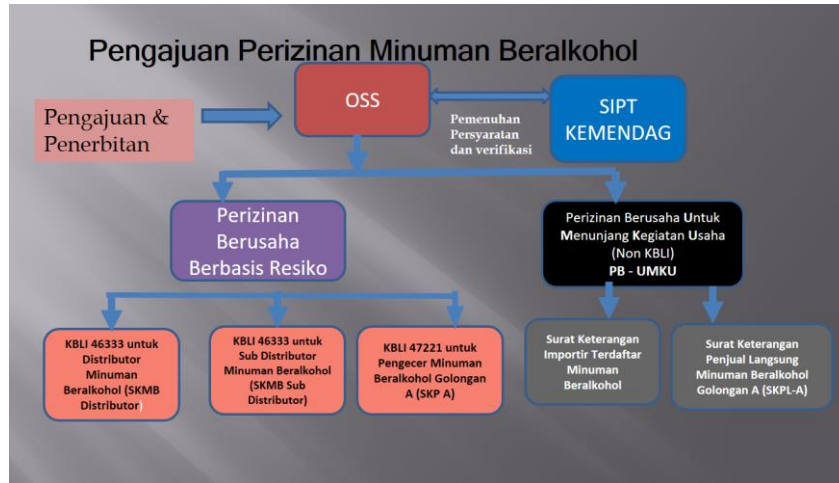 Pengajuan Perizinan Minuman Beralkohol
Pengajuan &
Penerbitan
OSS
Pemenuhan
Persyaratan
dan verifikasi
SIPT
KEMENDAG
Perizinan
Berusaha
Berbasis Resiko
Perizinan Berusaha Untuk
Menunjang Kegiatan Usaha
(Non KBLI)
PB - UMKU
KBLI 46333 untuk
Distributor
Minuman
Beralkohol (SKMB
Distributor)
KBLI 46333 untuk
Sub Distributor
Minuman Beralkohol
(SKMB Sub
Distributor)
KBLI 47221 untuk
Pengecer Minuman
Beralkohol Golongan
A (SKP A)
Surat Keterangan
Importir Terdaftar
Minuman
Beralkohol
Surat Keterangan
Penjual Langsung
Minuman Beralkohol
Golongan A (SKPL-A)